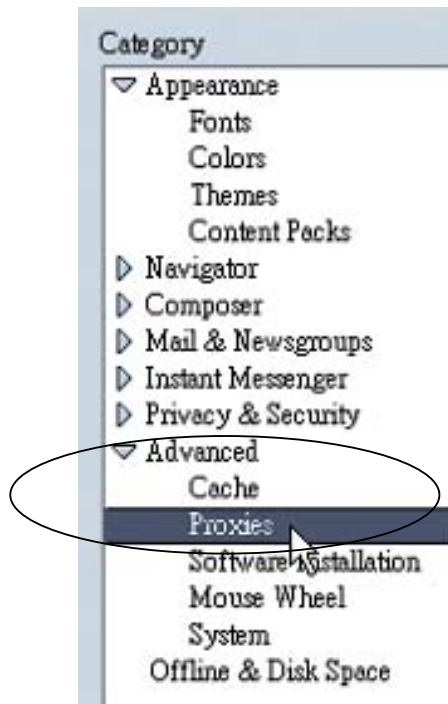 Category
Appearance
Fonts
Colors
Themes
Content Packs
Navigator
Composer
Mail & Newsgroups
Instant Messenger
Privacy & Security
Advanced
Cache
Proxies
Software Installation
Mouse Wheel
System
Offline & Disk Space